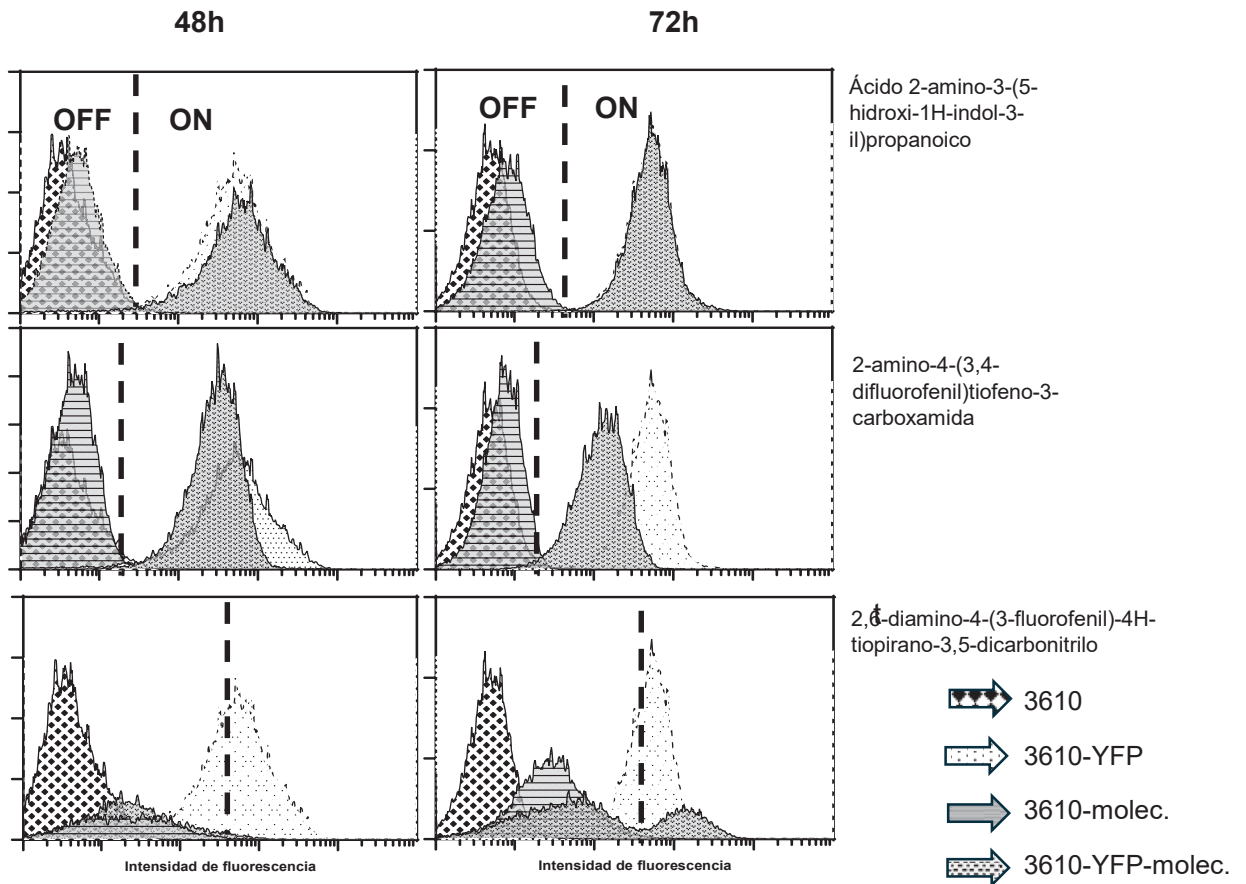 48h
72h
OFF
ON
OFF
ON
Ácido 2-amino-3-(5-
hidroxi-1H-indol-3-
il)propanoico
2-amino-4-(3,4-
difluorofenil)tiofeno-3-
carboxamida
2,6-diamino-4-(3-fluorofenil)-4H-
tiopirano-3,5-dicarbonitrilo
3610
3610-YFP
3610-molec.
3610-YFP-molec.
Intensidad de fluorescencia
Intensidad de fluorescencia